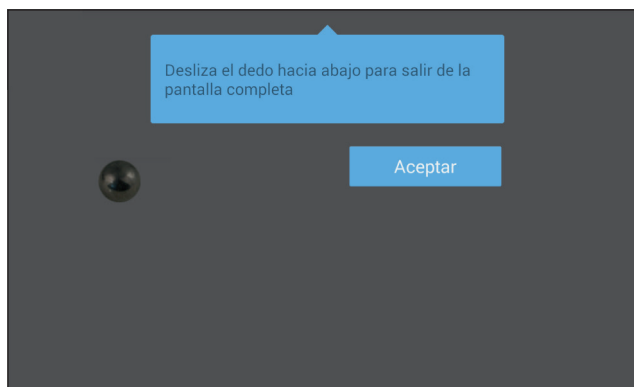 Desliza el dedo hacia abajo para salir de la
pantalla completa
Aceptar